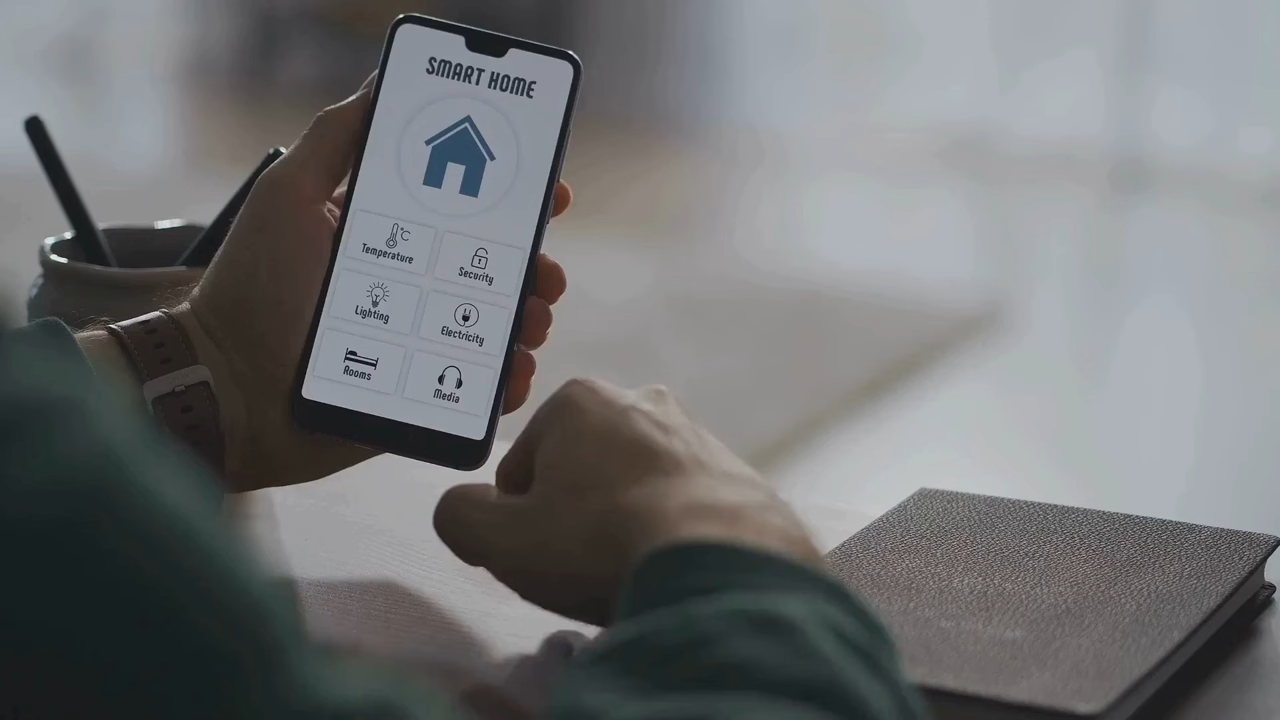 SMART HOME
°C
Temperature
Security
Lighting
Electricity
Rooms
Media